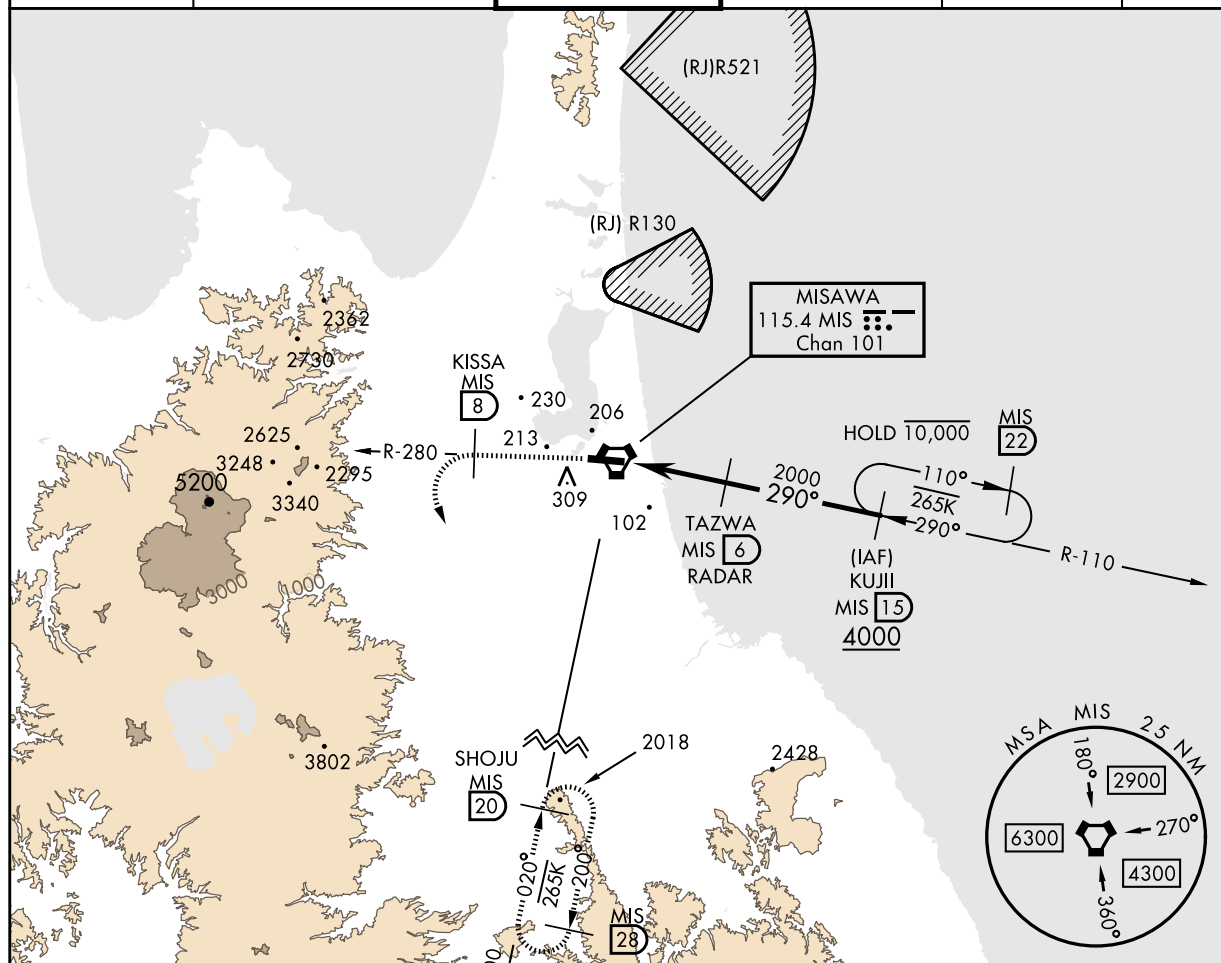 (RJ)R521
(RJ) R130
MISAWA
115.4 MIS
Chan 101
2362
2730
KISSA
MIS
8
230
206
213
R-280
309
102
2625
3248
2295
5200
3340
3000
1000
HOLD 10,000
MIS
22
110°
265K
290°
2000
290°
R-110
TAZWA
MIS 6
RADAR
(IAF)
KUJII
MIS 15
4000
3802
SHOJU
MIS
20
2018
2428
020°
265K
200°
MIS
28
MSA MIS 25 NM
180°
2900
6300
270°
4300
360°